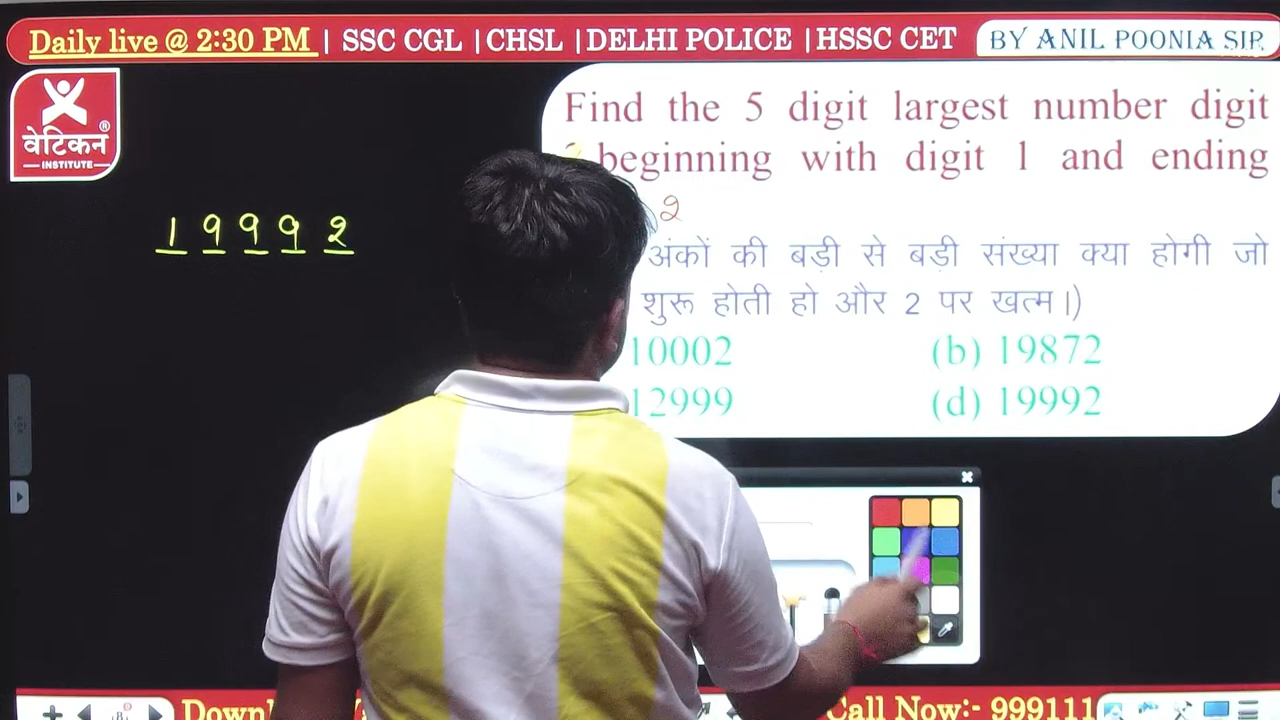 Daily live @ 2:30 PM | SSC CGL | CHSL | DELHI POLICE | HSSC CET
BY ANIL POONIA SIR
वेटिकन
®
INSTITUTE
1 9 9 9 2
Find the 5 digit largest number digit
beginning with digit 1 and ending
2
अंकों की बड़ी से बड़ी संख्या क्या होगी जो
शुरू होती हो और 2 पर खत्म।)
10002 (b) 19872
12999 (d) 19992
Call Now:- 999111